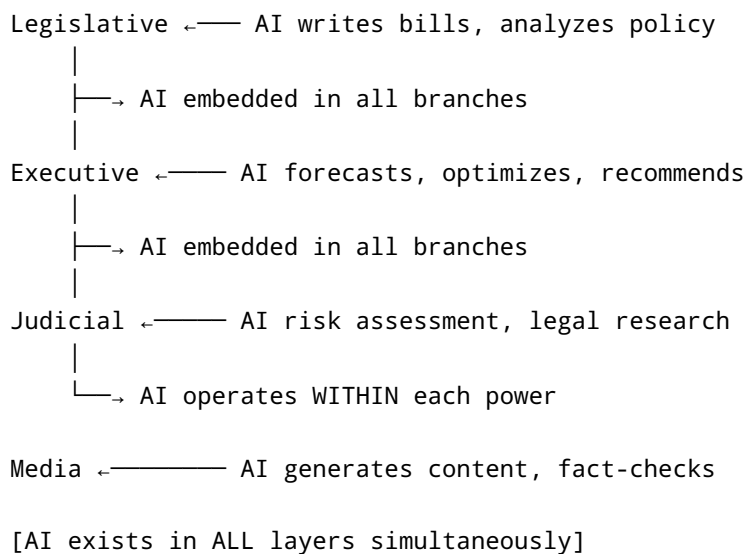 Legislative ←── AI writes bills, analyzes policy
│
├─→ AI embedded in all branches
│
Executive ←─── AI forecasts, optimizes, recommends
│
├─→ AI embedded in all branches
│
Judicial ←──── AI risk assessment, legal research
│
└─→ AI operates WITHIN each power
Media ←─────── AI generates content, fact-checks
[AI exists in ALL layers simultaneously]